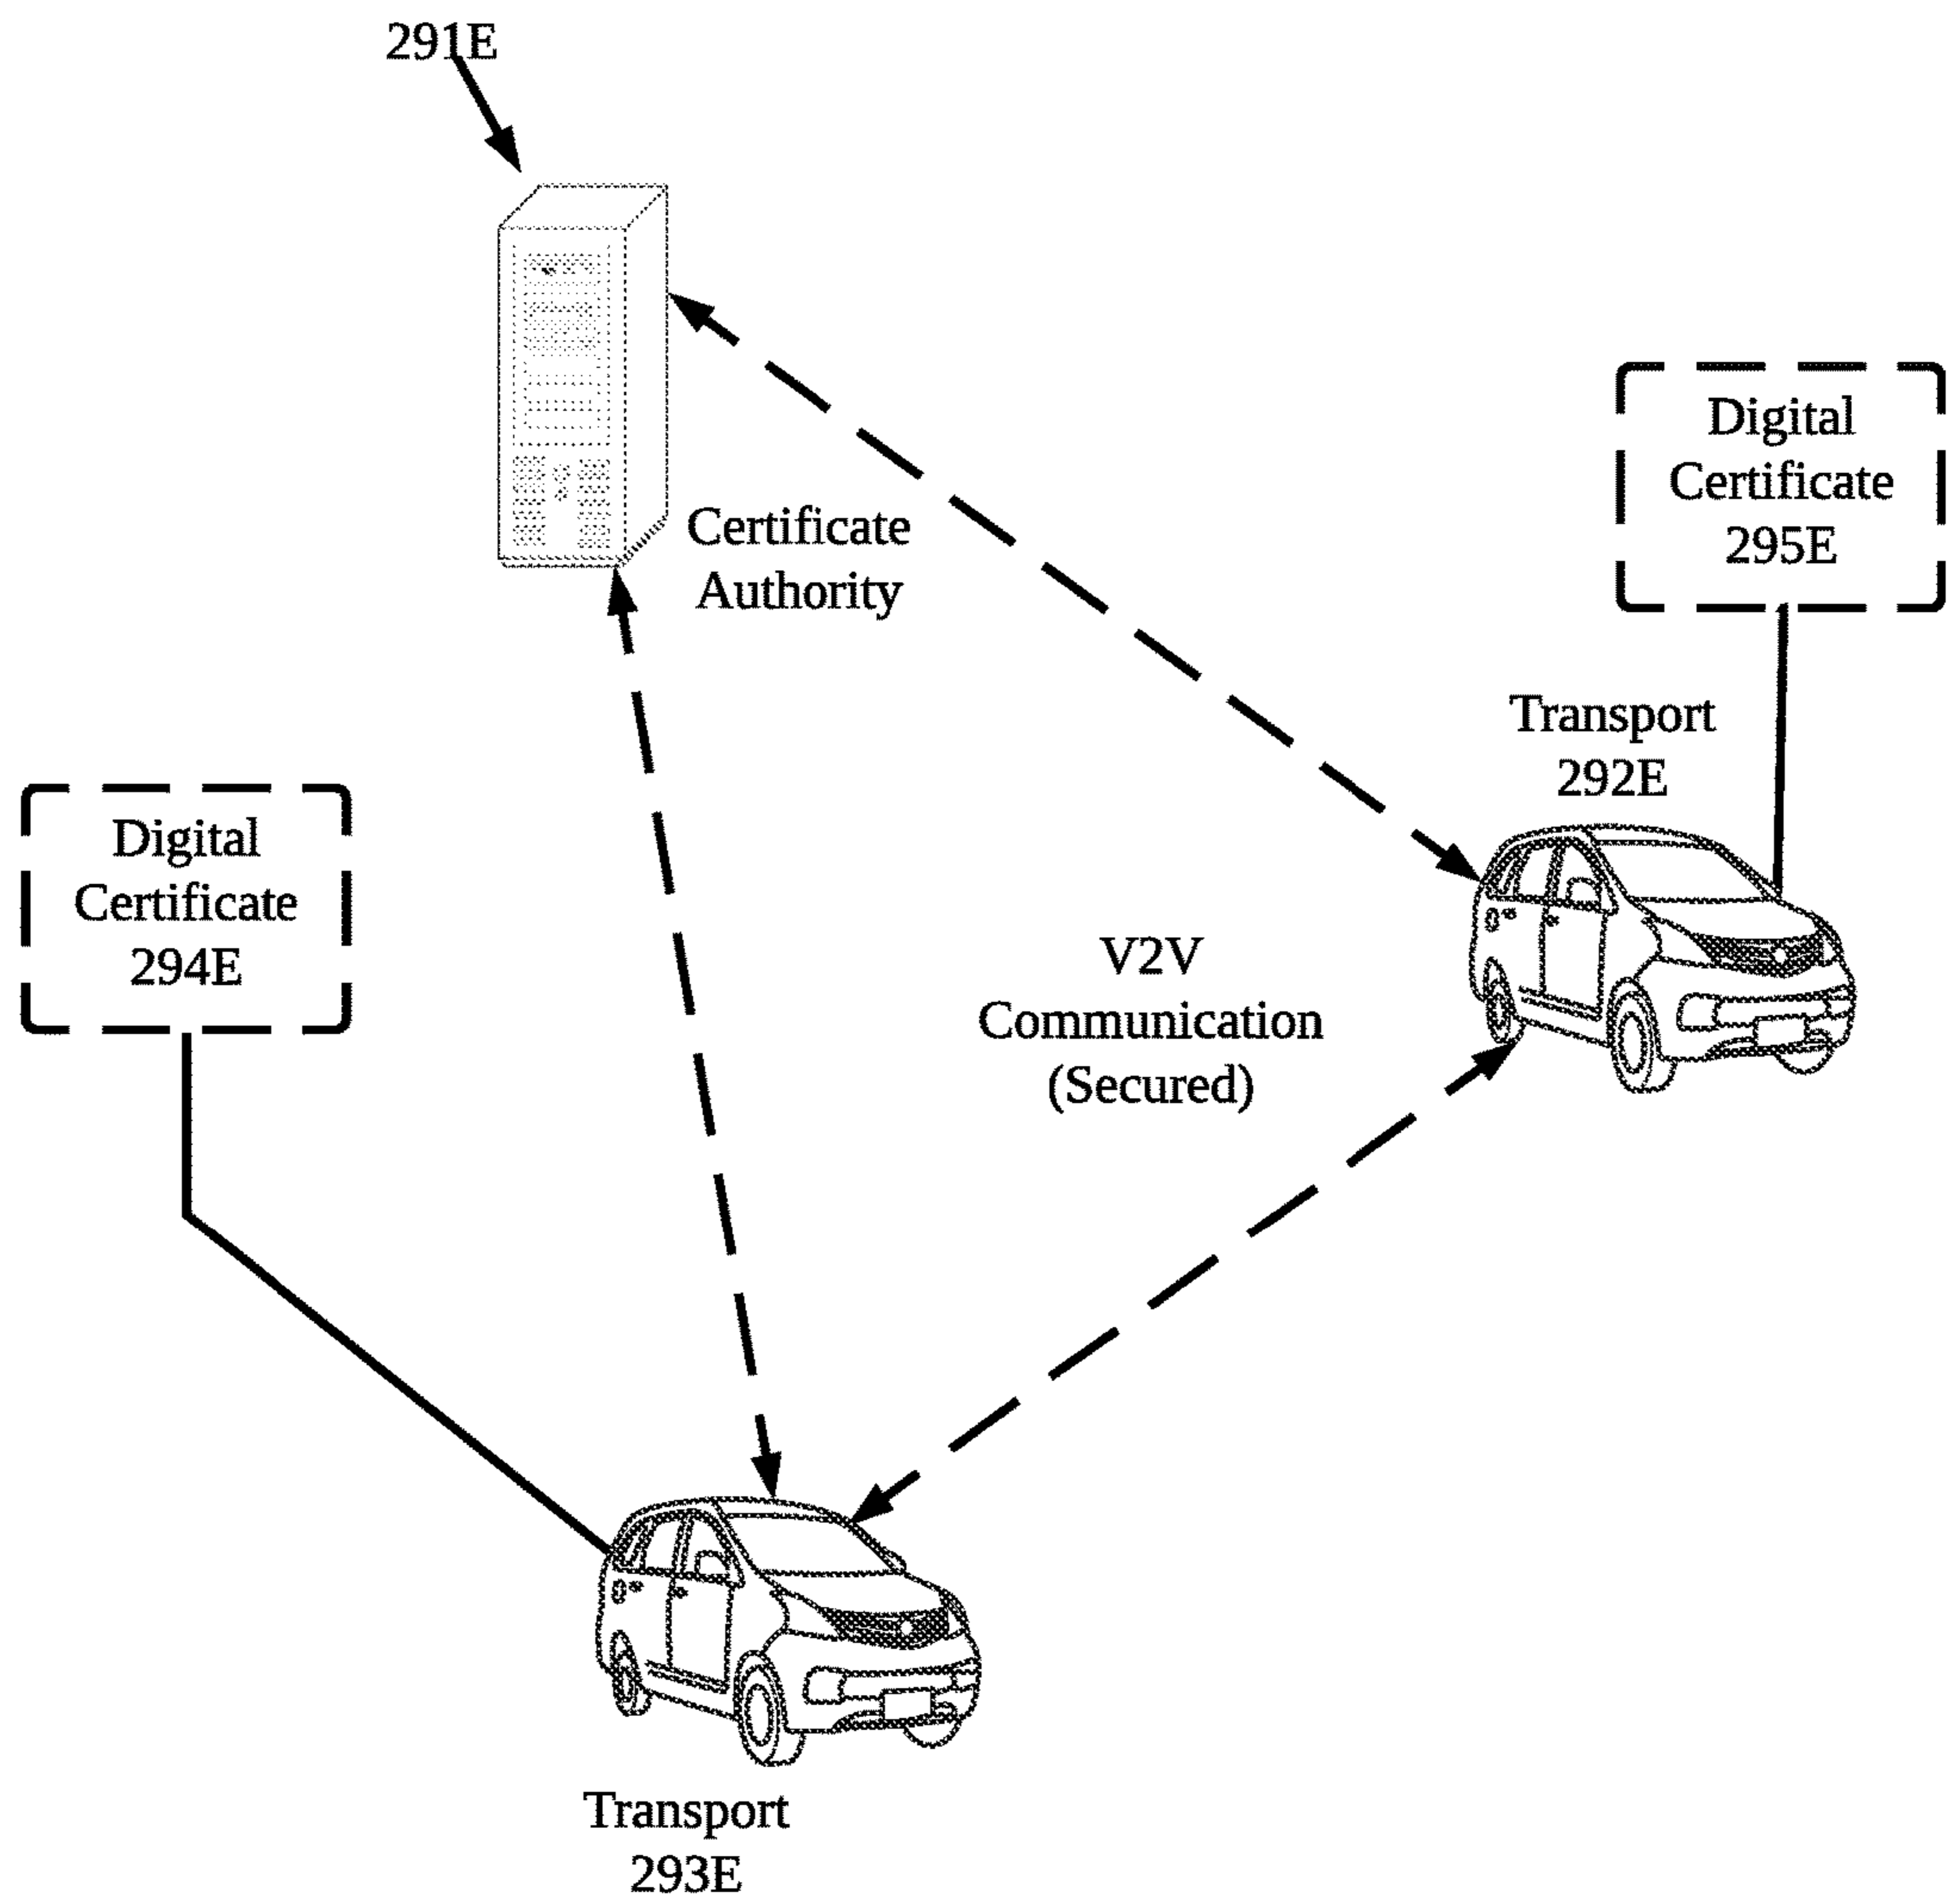 291E
Certificate
Authority
Digital
Certificate
295E
Transport
292E
Digital
Certificate
294E
V2V
Communication
(Secured)
Transport
293E